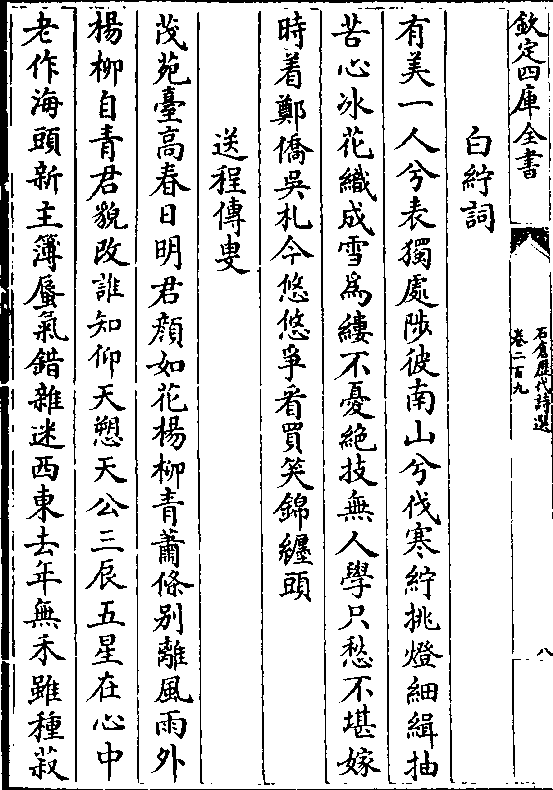 欽定四庫全書
石倉歷代詩選
卷二百九
八
白紵詞
有美一人兮表獨處陟彼南山兮伐寒紵挑燈細緝抽
苦心冰花織成雪為縷不憂絶技無人學只愁不堪嫁
時着鄭僑吳札今悠悠爭看買笑錦纏頭
送程傳叟
茂苑臺高春日明君顔如花楊柳青蕭條别離風雨外
楊柳自青君貌改誰知仰天愬天公三辰五星在心中
老作海頭新主簿蜃氣錯雜迷西東去年無禾雖種菽